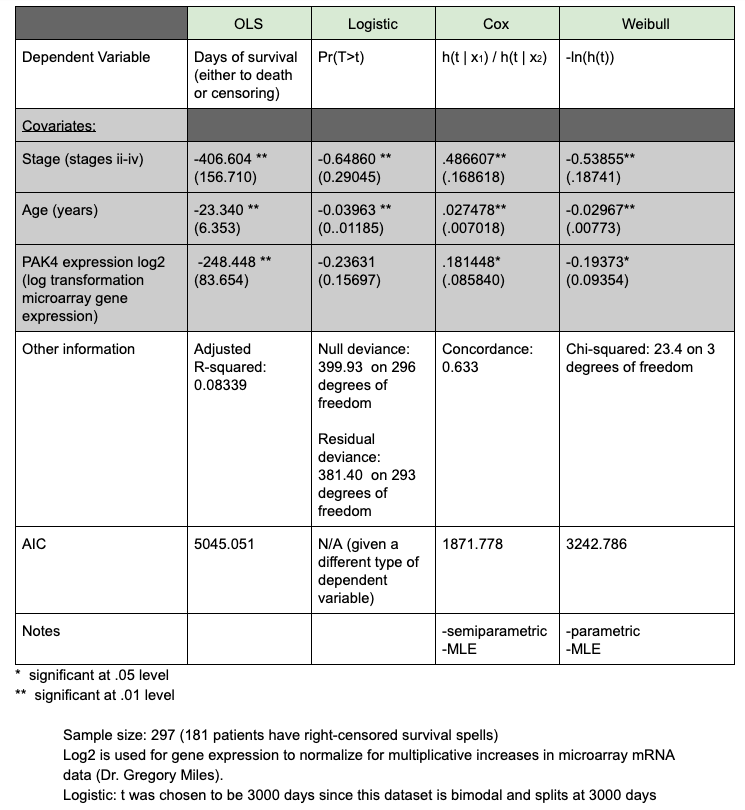 OLS Logistic Cox Weibull
Dependent Variable
Days of survival
(either to death
or censoring)
Pr(T>t)
h(t | x1) / h(t | x2)
-ln(h(t))
Covariates:
Stage (stages ii-iv)
-406.604 **
(156.710)
-0.64860 **
(0.29045)
.486607**
(.168618)
-0.53855**
(.18741)
Age (years)
-23.340 **
(6.353)
-0.03963 **
(0..01185)
.027478**
(.007018)
-0.02967**
(.00773)
PAK4 expression log2
(log transformation
microarray gene
expression)
-248.448 **
(83.654)
-0.23631
(0.15697)
.181448*
(.085840)
-0.19373*
(0.09354)
Other information
Adjusted
R-squared:
0.08339
Null deviance:
399.93 on 296
degrees of
freedom
Residual
deviance:
381.40 on 293
degrees of
freedom
Concordance:
0.633
Chi-squared: 23.4 on 3
degrees of freedom
AIC
5045.051
N/A (given a
different type of
dependent
variable)
1871.778
3242.786
Notes
-semiparametric
-MLE
-parametric
-MLE
* significant at .05 level
** significant at .01 level
Sample size: 297 (181 patients have right-censored survival spells)
Log2 is used for gene expression to normalize for multiplicative increases in microarray mRNA
data (Dr. Gregory Miles).
Logistic: t was chosen to be 3000 days since this dataset is bimodal and splits at 3000 days